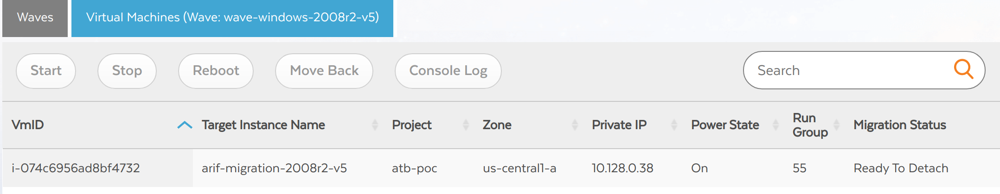 Waves Virtual Machines (Wave: wave-windows-2008r2-v5)
Start Stop Reboot Move Back Console Log Search
VmID Target Instance Name Project Zone Private IP Power State Run Group Migration Status
i-074c6956ad8bf4732 arif-migration-2008r2-v5 atb-poc us-central1-a 10.128.0.38 On 55 Ready To Detach